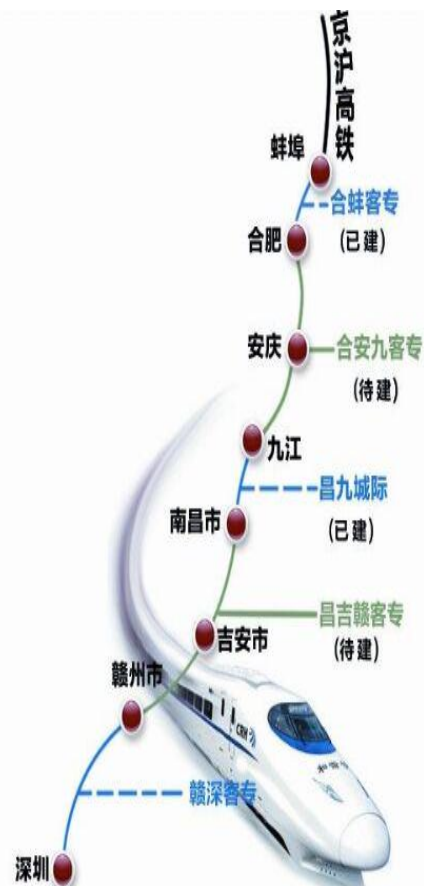 京沪高铁
蚌埠
合蚌客专
(已建)
合肥
安庆
合安九客专
(待建)
九江
昌九城际
(已建)
南昌市
昌吉赣客专
(待建)
吉安市
赣州市
CRH
赣深客专
深圳